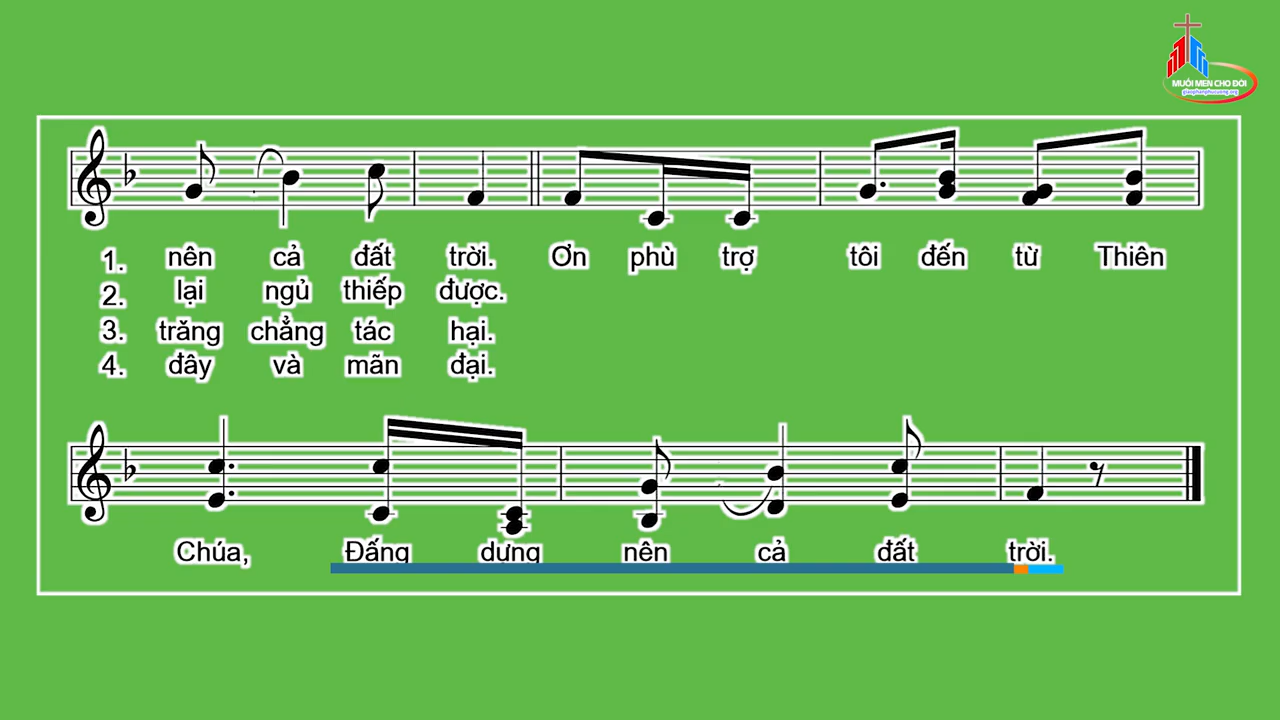 MUỐI MEN CHO ĐỜI
giaophanphucuong.org
1. nên cả đất trời. Ơn phù trợ tôi đến từ Thiên
2. lại ngủ thiếp được.
3. trăng chẳng tác hại.
4. đây và mãn đại.
Chúa, Đấng dựng nên cả đất trời.